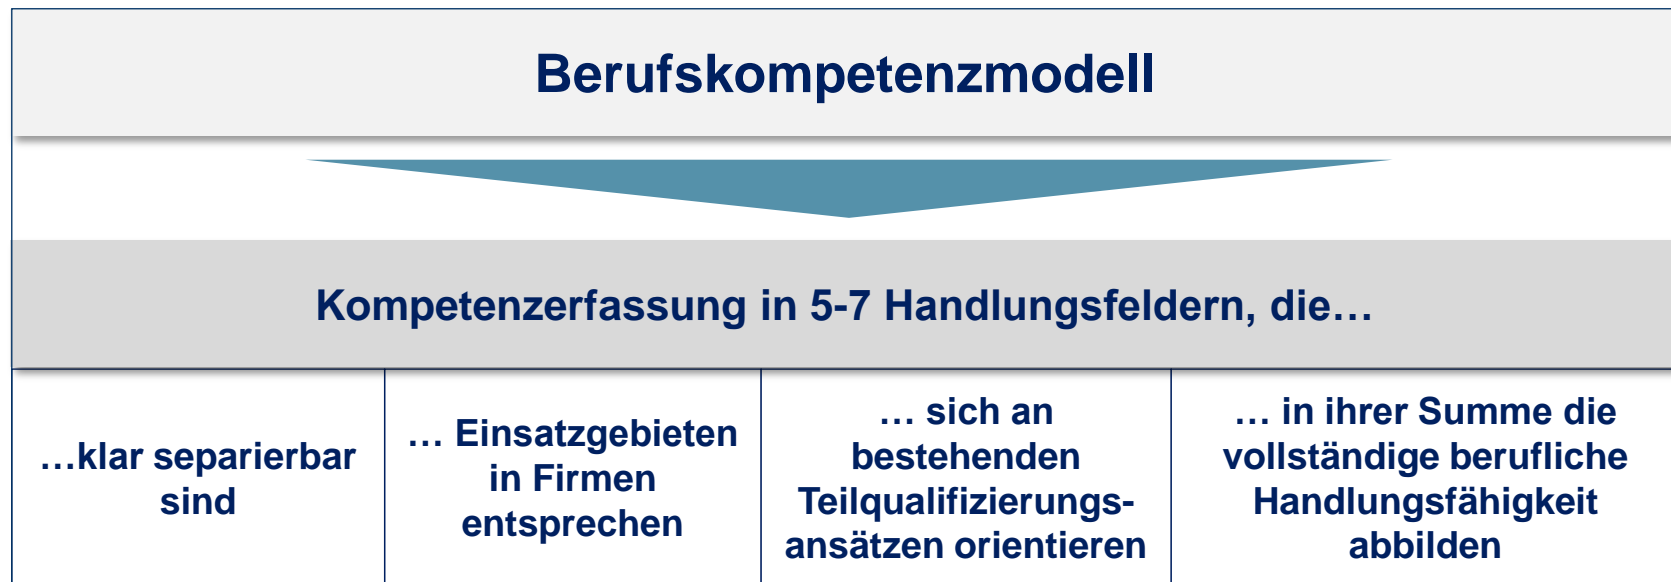 Berufskompetenzmodell
Kompetenzerfassung in 5-7 Handlungsfeldern, die…
…klar separierbar
sind
… Einsatzgebieten
in Firmen
entsprechen
… sich an
bestehenden
Teilqualifizierungs-
ansätzen orientieren
… in ihrer Summe die
vollständige berufliche
Handlungsfähigkeit
abbilden